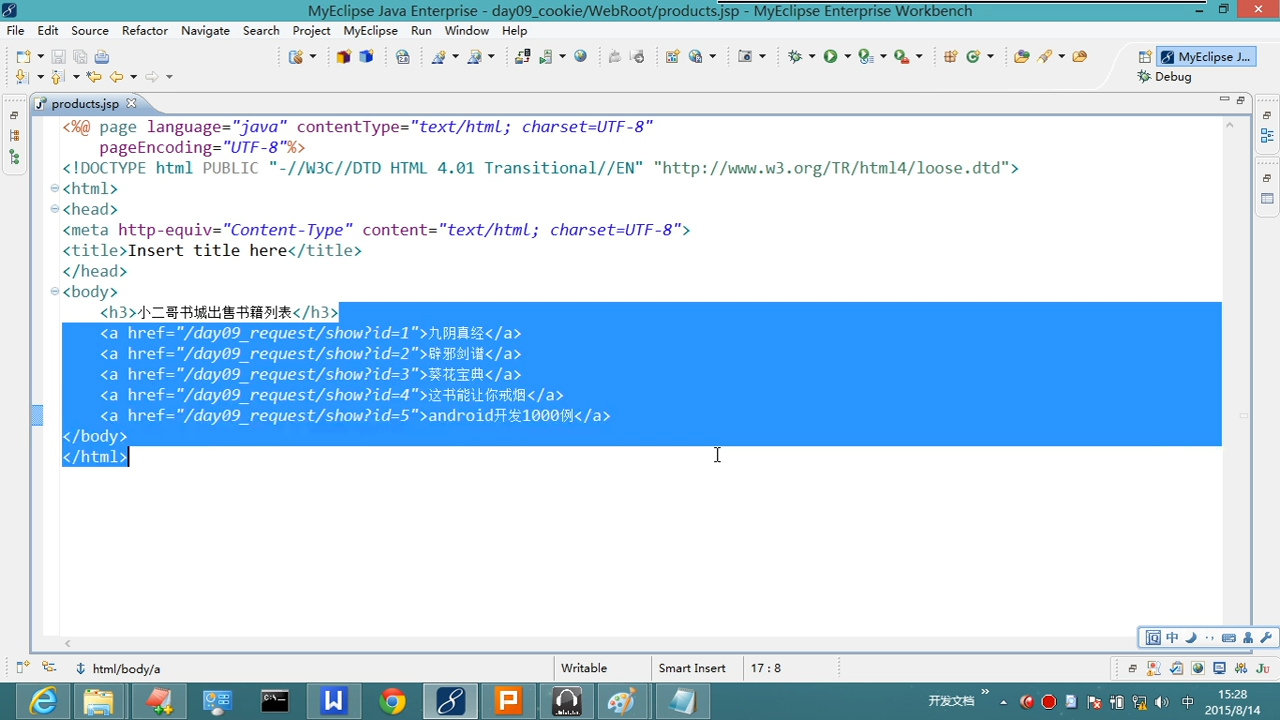 MyEclipse Java Enterprise - day09_cookie/WebRoot/products.jsp - MyEclipse Enterprise Workbench
File Edit Source Refactor Navigate Search Project MyEclipse Run Window Help
MyEclipse J...
Debug
products.jsp
<%@ page language="java" contentType="text/html; charset=UTF-8"
pageEncoding="UTF-8"%>
<!DOCTYPE html PUBLIC "-//W3C//DTD HTML 4.01 Transitional//EN" "http://www.w3.org/TR/html4/loose.dtd">
<html>
<head>
<meta http-equiv="Content-Type" content="text/html; charset=UTF-8">
<title>Insert title here</title>
</head>
<body>
<h3>小二哥书城出售书籍列表</h3>
<a href="/day09_request/show?id=1">九阴真经</a>
<a href="/day09_request/show?id=2">辟邪剑谱</a>
<a href="/day09_request/show?id=3">葵花宝典</a>
<a href="/day09_request/show?id=4">这书能让你戒烟</a>
<a href="/day09_request/show?id=5">android开发1000例</a>
</body>
</html>
中
html/body/a Writable Smart Insert 17 : 8
开发文档 » 中 15:28
2015/8/14